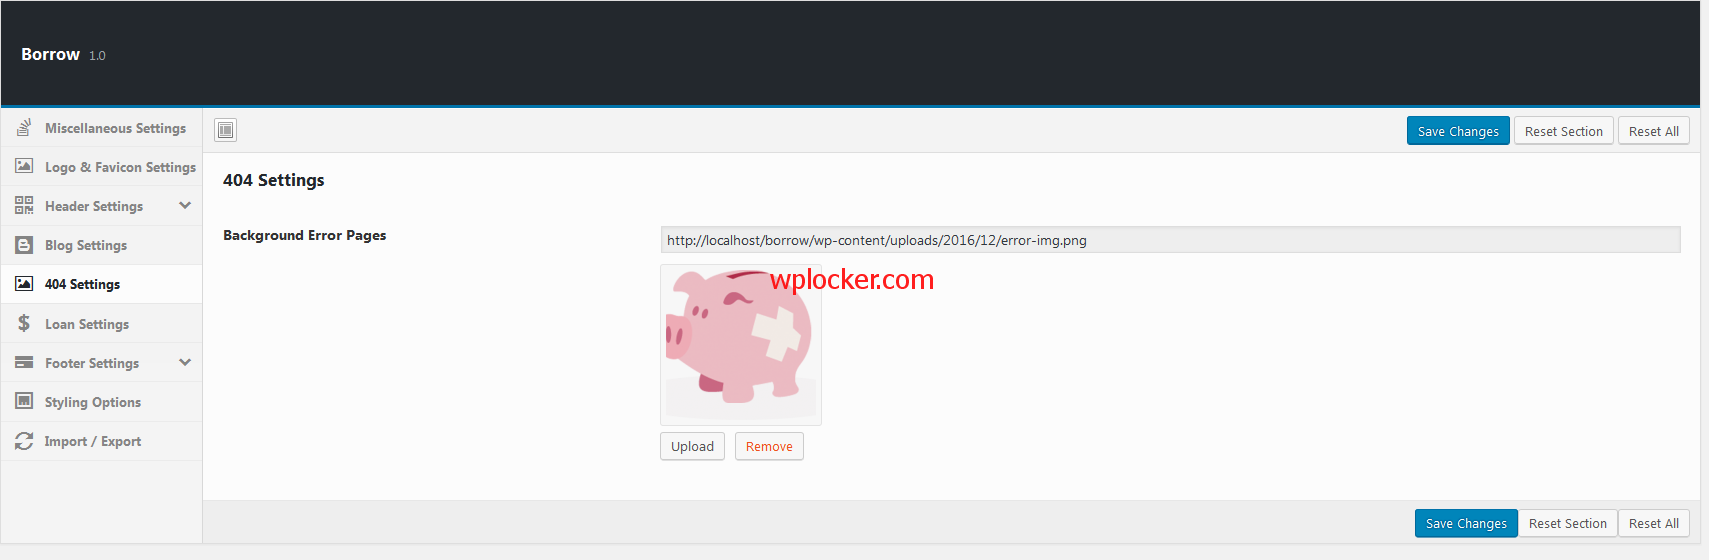 Borrow 1.0
Miscellaneous Settings
Logo & Favicon Settings
Header Settings
Blog Settings
404 Settings
Loan Settings
Footer Settings
Styling Options
Import / Export
Save Changes Reset Section Reset All
404 Settings
Background Error Pages
http://localhost/borrow/wp-content/uploads/2016/12/error-img.png
wplocker.com
Upload Remove
Save Changes Reset Section Reset All